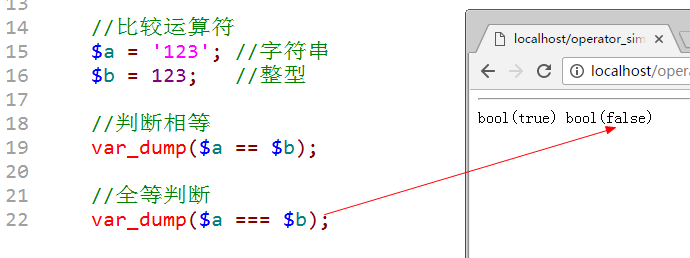 13
14 //比较运算符
15 $a = '123'; //字符串
16 $b = 123; //整型
17
18 //判断相等
19 var_dump($a == $b);
20
21 //全等判断
22 var_dump($a === $b);
localhost/operator_sim
localhost/opera
bool(true) bool(false)